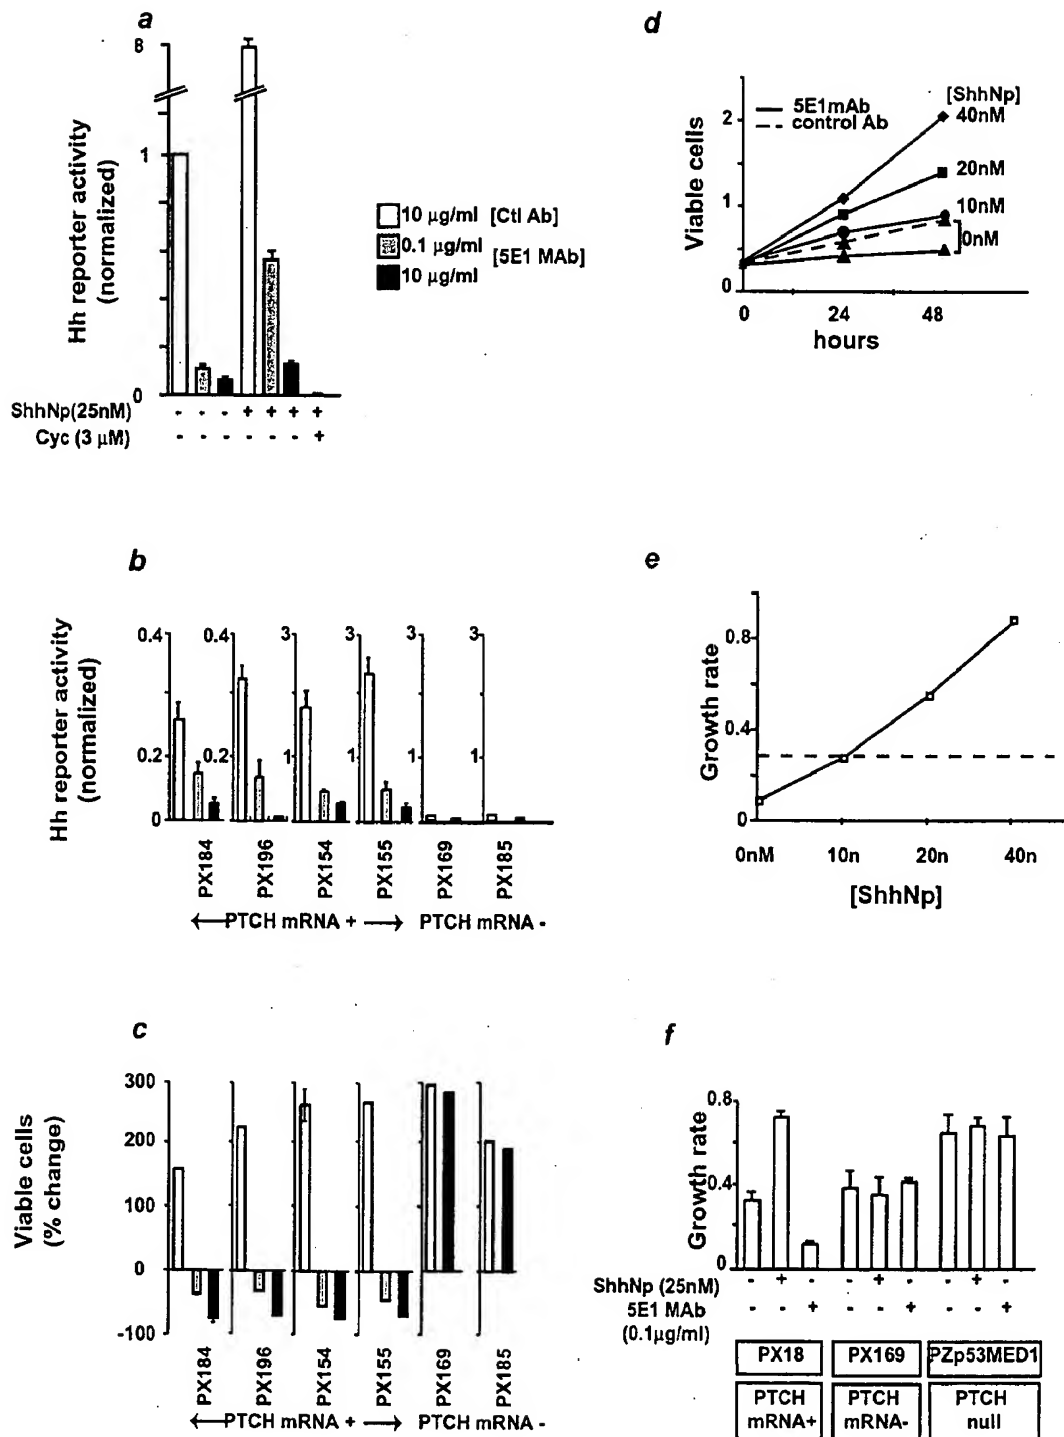 a
8
1
0
Hh reporter activity
(normalized)
10 µg/ml [Ctl Ab]
0.1 µg/ml
[5E1 MAb]
10 µg/ml
ShhNp(25nM) - - - + + + +
Cyc (3 µM) - - - - - - +
d
5E1mAb
control Ab
[ShhNp]
40nM
20nM
10nM
0nM
Viable cells
2
1
0
0 24 48
hours
b
Hh reporter activity
(normalized)
0.4 0.4 3 3 3 3
0.2 0.2 1 1 1 1
0
PX184 PX196 PX154 PX155 PX169 PX185
←PTCH mRNA + → PTCH mRNA -
e
Growth rate
0.8
0.4
0
0nM 10n 20n 40n
[ShhNp]
c
Viable cells
(% change)
300
200
100
0
-100
PX184 PX196 PX154 PX155 PX169 PX185
←PTCH mRNA + → PTCH mRNA -
f
Growth rate
0.8
0.4
0
ShhNp (25nM) - + - - + - - + -
5E1 MAb - - + - - + - - +
(0.1µg/ml)
PX18 PX169 PZp53MED1
PTCH PTCH PTCH
mRNA+ mRNA- null